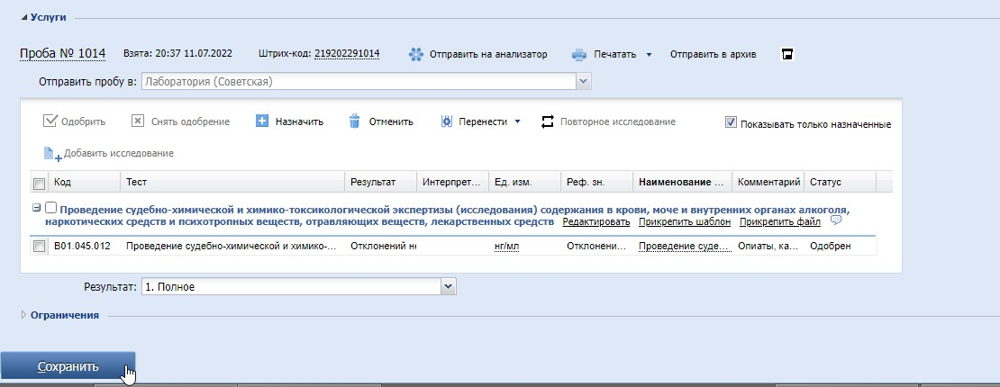 Услуги
Проба № 1014 Взята: 20:37 11.07.2022 Штрих-код: 219202291014 Отправить на анализатор Печатать Отправить в архив
Отправить пробу в: Лаборатория (Советская)
Одобрить Снять одобрение Назначить Отменить Перенести Повторное исследование Показывать только назначенные
Добавить исследование
Код Тест Результат Интерпрет... Ед. изм. Реф. зн. Наименование ... Комментарий Статус
Проведение судебно-химической и химико-токсикологической экспертизы (исследования) содержания в крови, моче и внутренних органах алкоголя,
наркотических средств и психотропных веществ, отравляющих веществ, лекарственных средств Редактировать Прикрепить шаблон Прикрепить файл
B01.045.012 Проведение судебно-химической и химико-... Отклонений не нг/мл Отклонени... Проведение суде... Опиаты, ка... Одобрен
Результат: 1. Полное
Ограничения
Сохранить